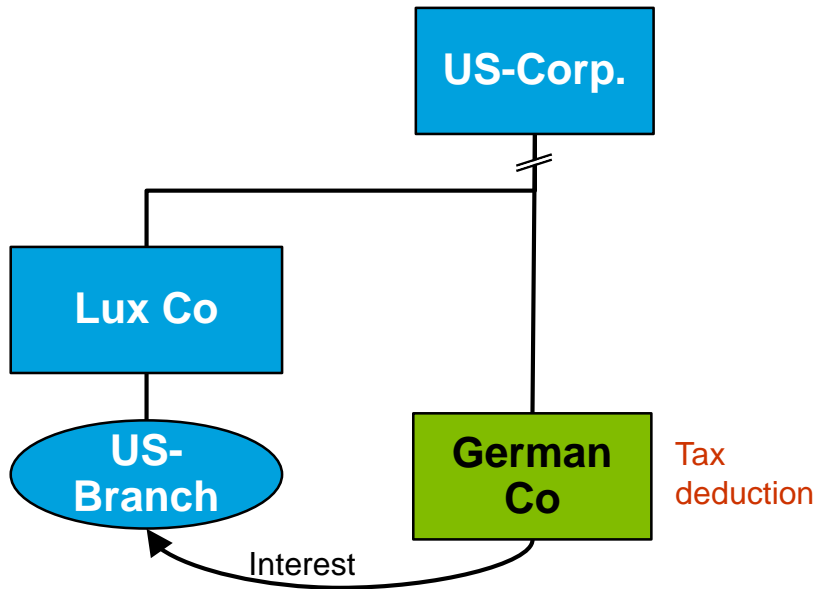 US-Corp.
Lux Co
US-
Branch
German
Co
Tax
deduction
Interest